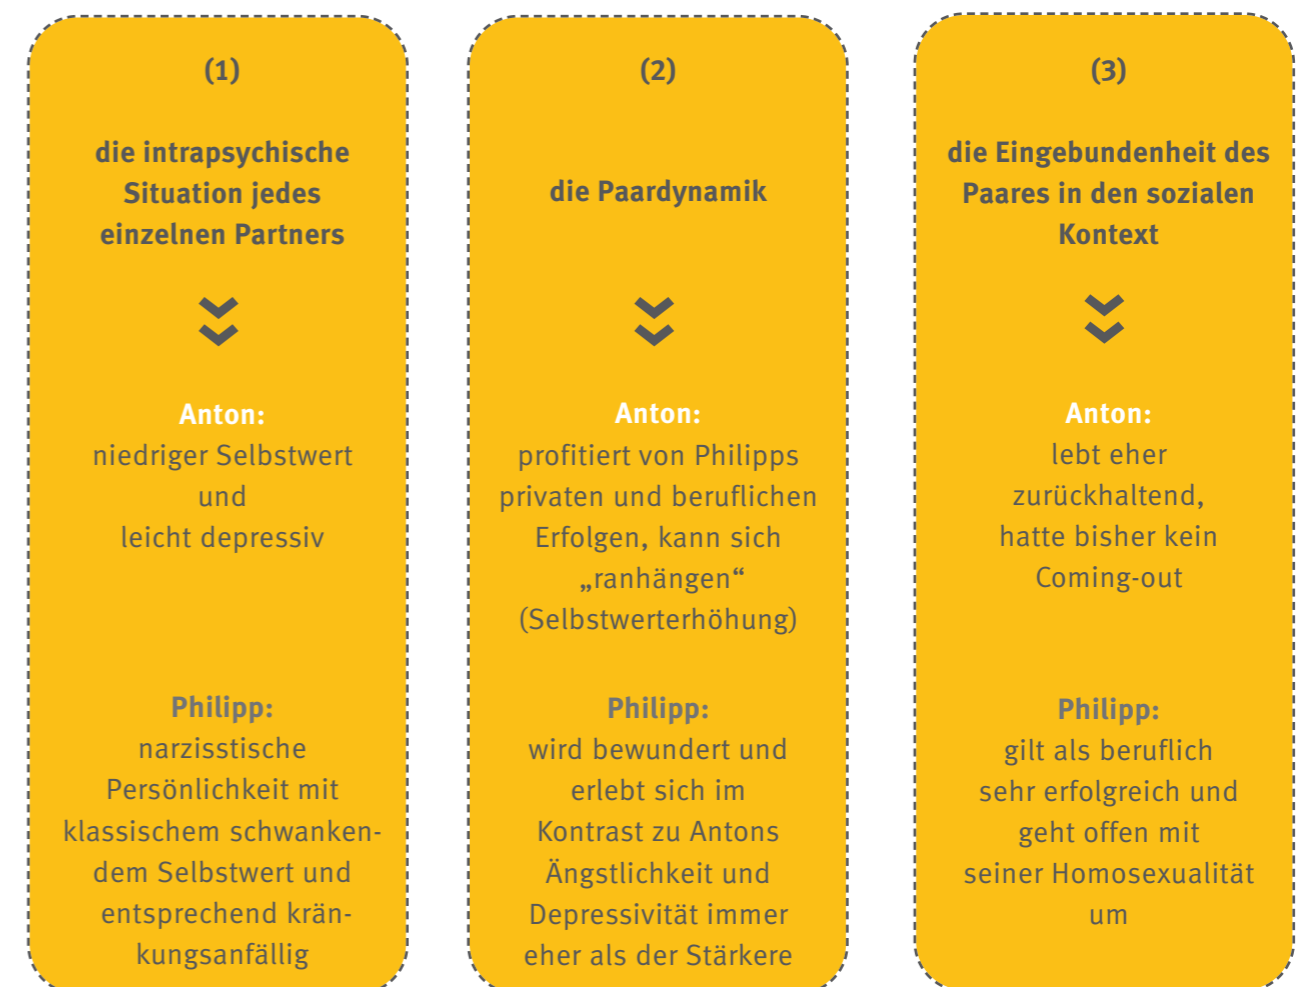 (1)
die intrapsychische
Situation jedes
einzelnen Partners
Anton:
niedriger Selbstwert
und
leicht depressiv
Philipp:
narzisstische
Persönlichkeit mit
klassischem schwanken-
dem Selbstwert und
entsprechend krän-
kungsanfällig
(2)
die Paardynamik
Anton:
profitiert von Philipps
privaten und beruflichen
Erfolgen, kann sich
„ranhängen“
(Selbstwerterhöhung)
Philipp:
wird bewundert und
erlebt sich im
Kontrast zu Antons
Ängstlichkeit und
Depressivität immer
eher als der Stärkere
(3)
die Eingebundenheit des
Paares in den sozialen
Kontext
Anton:
lebt eher
zurückhaltend,
hatte bisher kein
Coming-out
Philipp:
gilt als beruflich
sehr erfolgreich und
geht offen mit
seiner Homosexualität
um